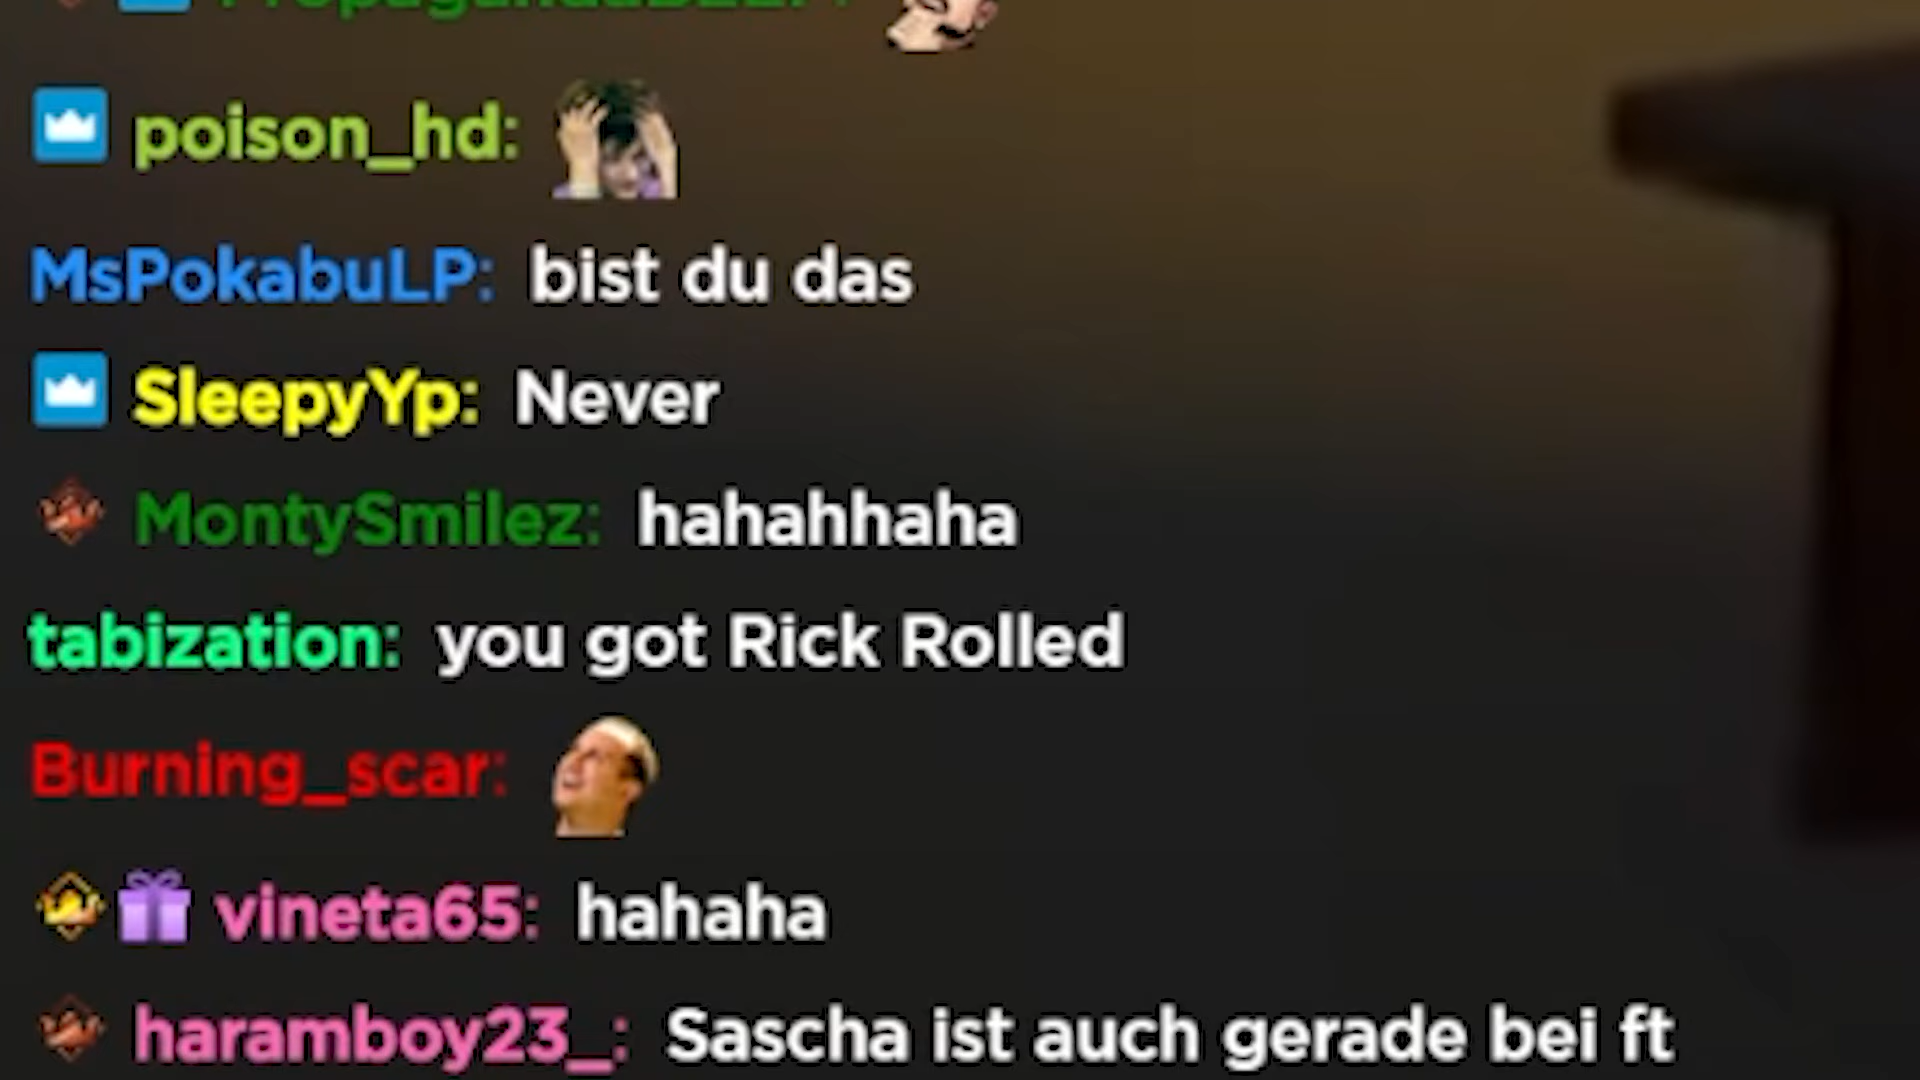 poison_hd:
MsPokabuLP: bist du das
SleepyYp: Never
MontySmilez: hahahhaha
tabization: you got Rick Rolled
Burning_scar:
vineta65: hahaha
haramboy23_: Sascha ist auch gerade bei ft